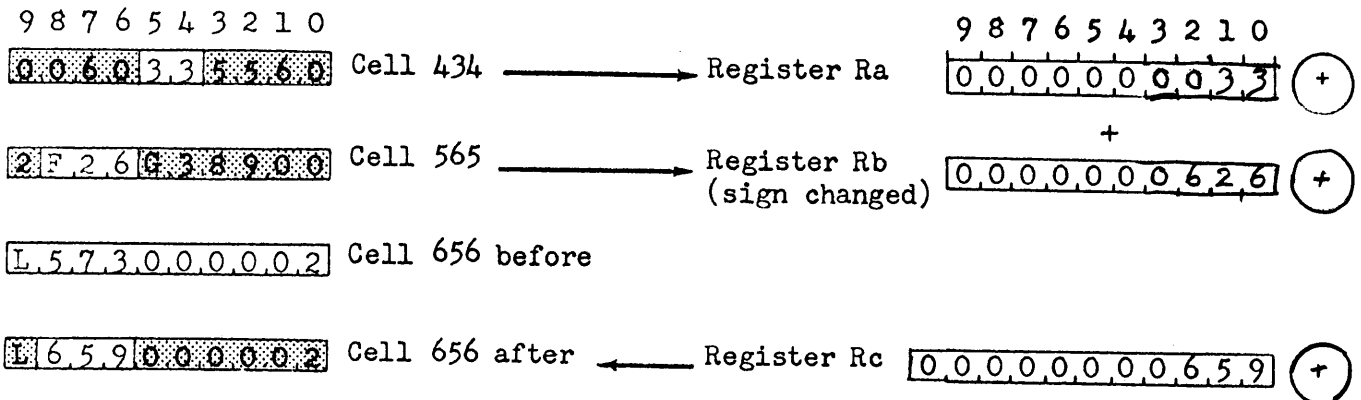 9 8 7 6 5 4 3 2 1 0
9 8 7 6 5 4 3 2 1 0
0 0 6 0 3 3 5 5 6 0 Cell 434 Register Ra 0 0 0 0 0 0 0 0 3 3 +
+
2 F 2 6 G 3 8 9 0 0 Cell 565 Register Rb 0 0 0 0 0 0 0 6 2 6 +
(sign changed)
L 5 7 3 0 0 0 0 0 2 Cell 656 before
L 6 5 9 0 0 0 0 0 2 Cell 656 after Register Rc 0 0 0 0 0 0 0 6 5 9 +